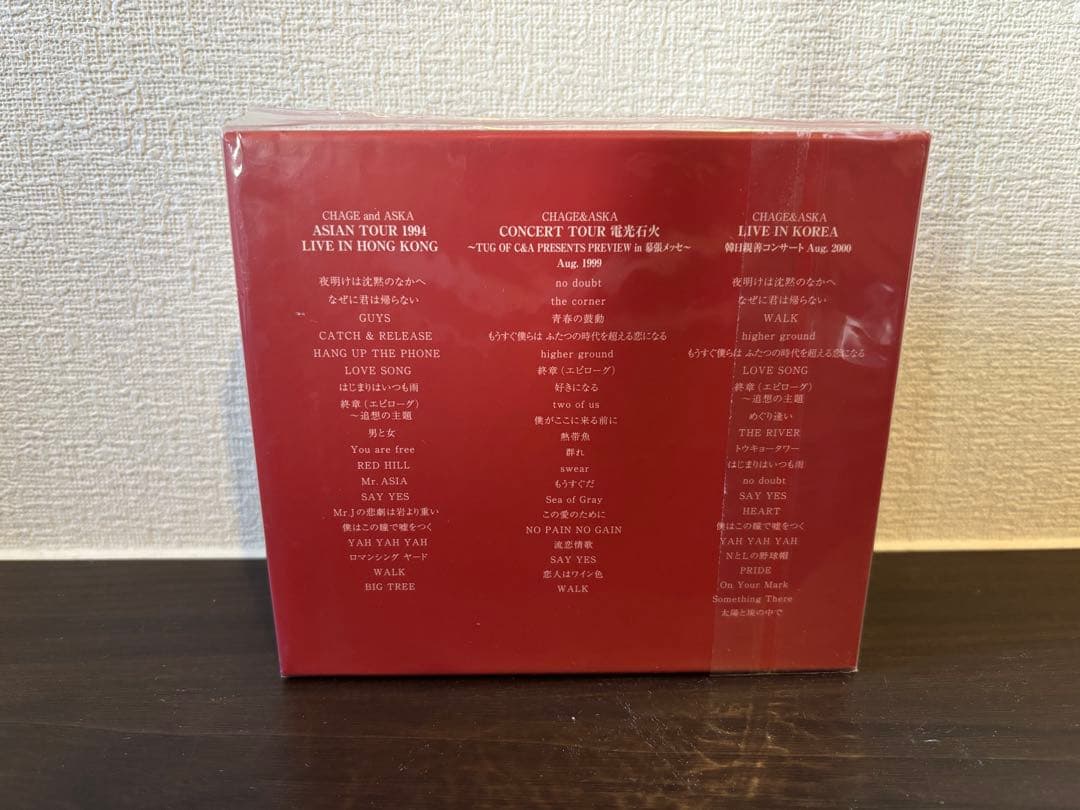 CHAGE and ASKA
ASIAN TOUR 1994
LIVE IN HONG KONG
夜明けは沈黙のなかへ
なぜに君は帰らない
GUYS
CATCH & RELEASE
HANG UP THE PHONE
LOVE SONG
はじまりはいつも雨
終章(エピローグ)
〜追想の主題
男と女
You are free
RED HILL
Mr. ASIA
SAY YES
Mr.Jの悲劇は岩より重い
僕はこの瞳で嘘をつく
YAH YAH YAH
ロマンシング ヤード
WALK
BIG TREE
CHAGE&ASKA
CONCERT TOUR 電光石火
〜TUG OF C&A PRESENTS PREVIEW in 幕張メッセ〜
Aug. 1999
no doubt
the corner
青春の鼓動
もうすぐ僕らは ふたつの時代を超える恋になる
higher ground
終章(エピローグ)
好きになる
two of us
僕がここに来る前に
熱帯魚
群れ
swear
もうすぐだ
Sea of Gray
この愛のために
NO PAIN NO GAIN
流恋情歌
SAY YES
恋人はワイン色
WALK
CHAGE&ASKA
LIVE IN KOREA
韓日親善コンサート Aug. 2000
夜明けは沈黙のなかへ
なぜに君は帰らない
WALK
higher ground
もうすぐ僕らは ふたつの時代を超える恋になる
LOVE SONG
終章(エピローグ)
〜追想の主題
めぐり逢い
THE RIVER
トウキョータワー
はじまりはいつも雨
no doubt
SAY YES
HEART
僕はこの瞳で嘘をつく
YAH YAH YAH
NとLの野球帽
PRIDE
On Your Mark
Something There
太陽と埃の中で